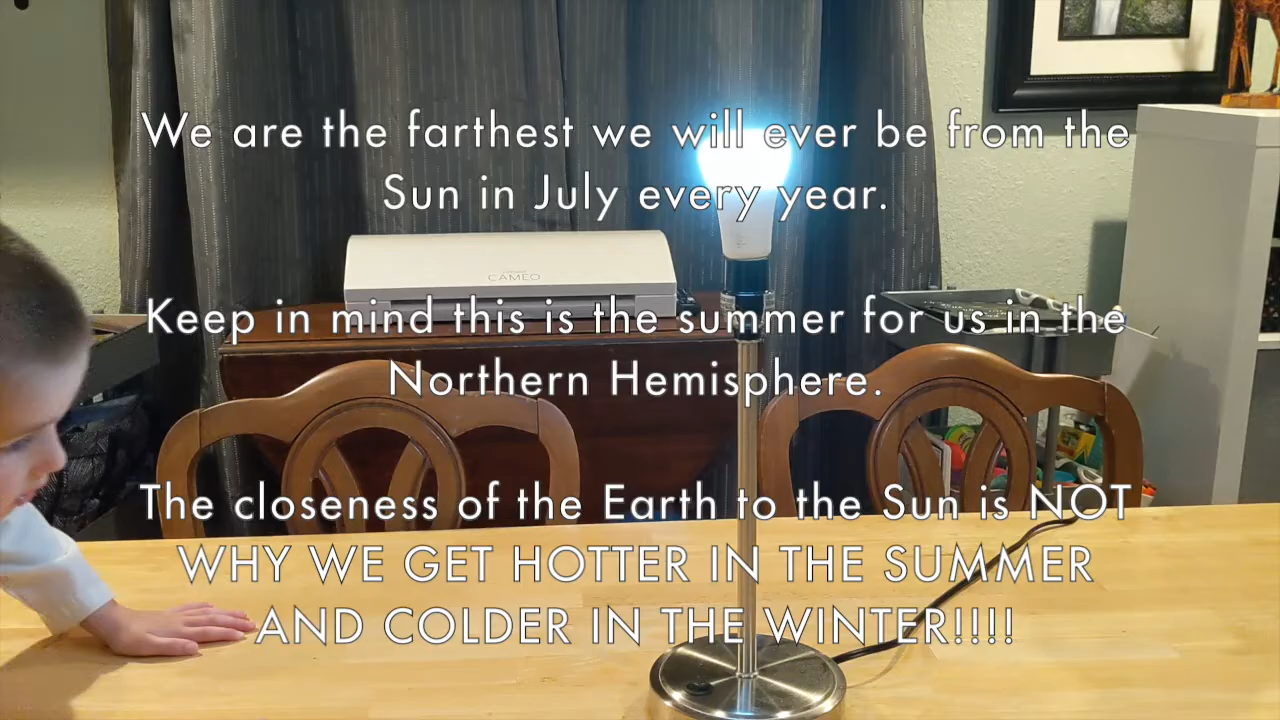 We are the farthest we will ever be from the
Sun in July every year.
Keep in mind this is the summer for us in the
Northern Hemisphere.
The closeness of the Earth to the Sun is NOT
WHY WE GET HOTTER IN THE SUMMER
AND COLDER IN THE WINTER!!!!
CAMEO